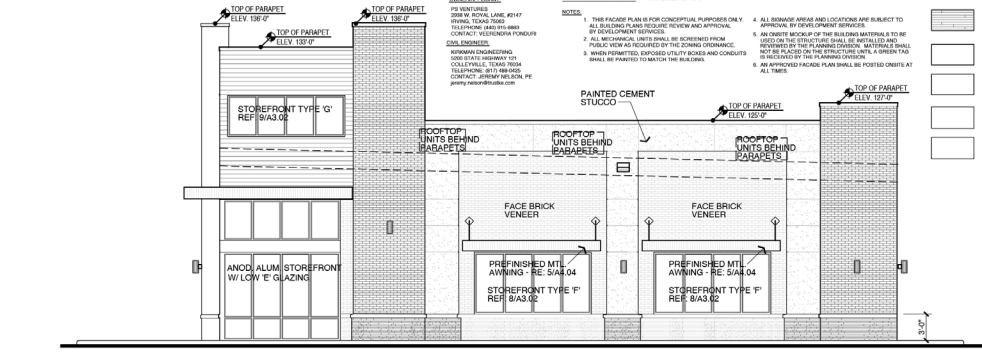 PS VENTURES
2998 W. ROYAL LANE, #2147
IRVING, TEXAS 75063
TELEPHONE (440) 915-8883
CONTACT: VEERENDRA PONDURI
CIVIL ENGINEER:
KIRKMAN ENGINEERING
5200 STATE HIGHWAY 121
COLLEYVILLE, TEXAS 76034
TELEPHONE: (817) 488-0425
CONTACT: JEREMY NELSON, PE
jeremy.nelson@trustke.com
NOTES:
1. THIS FACADE PLAN IS FOR CONCEPTUAL PURPOSES ONLY.
ALL BUILDING PLANS REQUIRE REVIEW AND APPROVAL
BY DEVELOPMENT SERVICES.
2. ALL MECHANICAL UNITS SHALL BE SCREENED FROM
PUBLIC VIEW AS REQUIRED BY THE ZONING ORDINANCE.
3. WHEN PERMITTED, EXPOSED UTILITY BOXES AND CONDUITS
SHALL BE PAINTED TO MATCH THE BUILDING.
4. ALL SIGNAGE AREAS AND LOCATIONS ARE SUBJECT TO
APPROVAL BY DEVELOPMENT SERVICES.
5. AN ONSITE MOCKUP OF THE BUILDING MATERIALS TO BE
USED ON THE STRUCTURE SHALL BE INSTALLED AND
REVIEWED BY THE PLANNING DIVISION. MATERIALS SHALL
NOT BE PLACED ON THE STRUCTURE UNTIL A GREEN TAG
IS RECEIVED BY THE PLANNING DIVISION
6. AN APPROVED FACADE PLAN SHALL BE POSTED ONSITE AT
ALL TIMES.
TOP OF PARAPET
ELEV. 136'-0"
TOP OF PARAPET
ELEV. 136'-0"
TOP OF PARAPET
ELEV. 133'-0"
TOP OF PARAPET
ELEV. 127'-0"
PAINTED CEMENT
STUCCO
TOP OF PARAPET
ELEV. 125'-0"
STOREFRONT TYPE 'G'
REF: 9/A3.02
ROOFTOP
UNITS BEHIND
PARAPETS
ROOFTOP
UNITS BEHIND
PARAPETS
ROOFTOP
UNITS BEHIND
PARAPETS
FACE BRICK
VENEER
FACE BRICK
VENEER
ANOD. ALUM. STOREFRONT
W/ LOW 'E' GLAZING
PREFINISHED MTL.
AWNING - RE: 5/A4.04
STOREFRONT TYPE 'F'
REF: 8/A3.02
PREFINISHED MTL.
AWNING - RE: 5/A4.04
STOREFRONT TYPE 'F'
REF: 8/A3.02
3'-0"